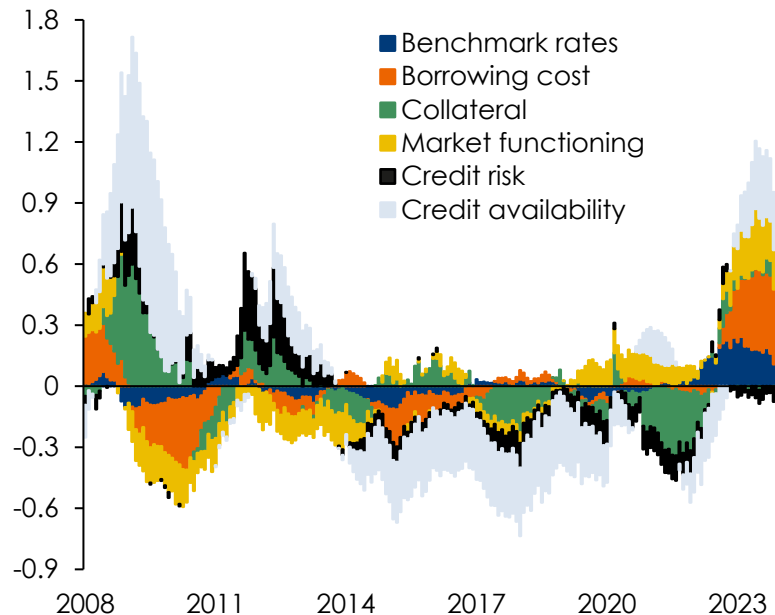 1.8
1.5
1.2
0.9
0.6
0.3
0
-0.3
-0.6
-0.9
Benchmark rates
Borrowing cost
Collateral
Market functioning
Credit risk
Credit availability
2008 2011 2014 2017 2020 2023